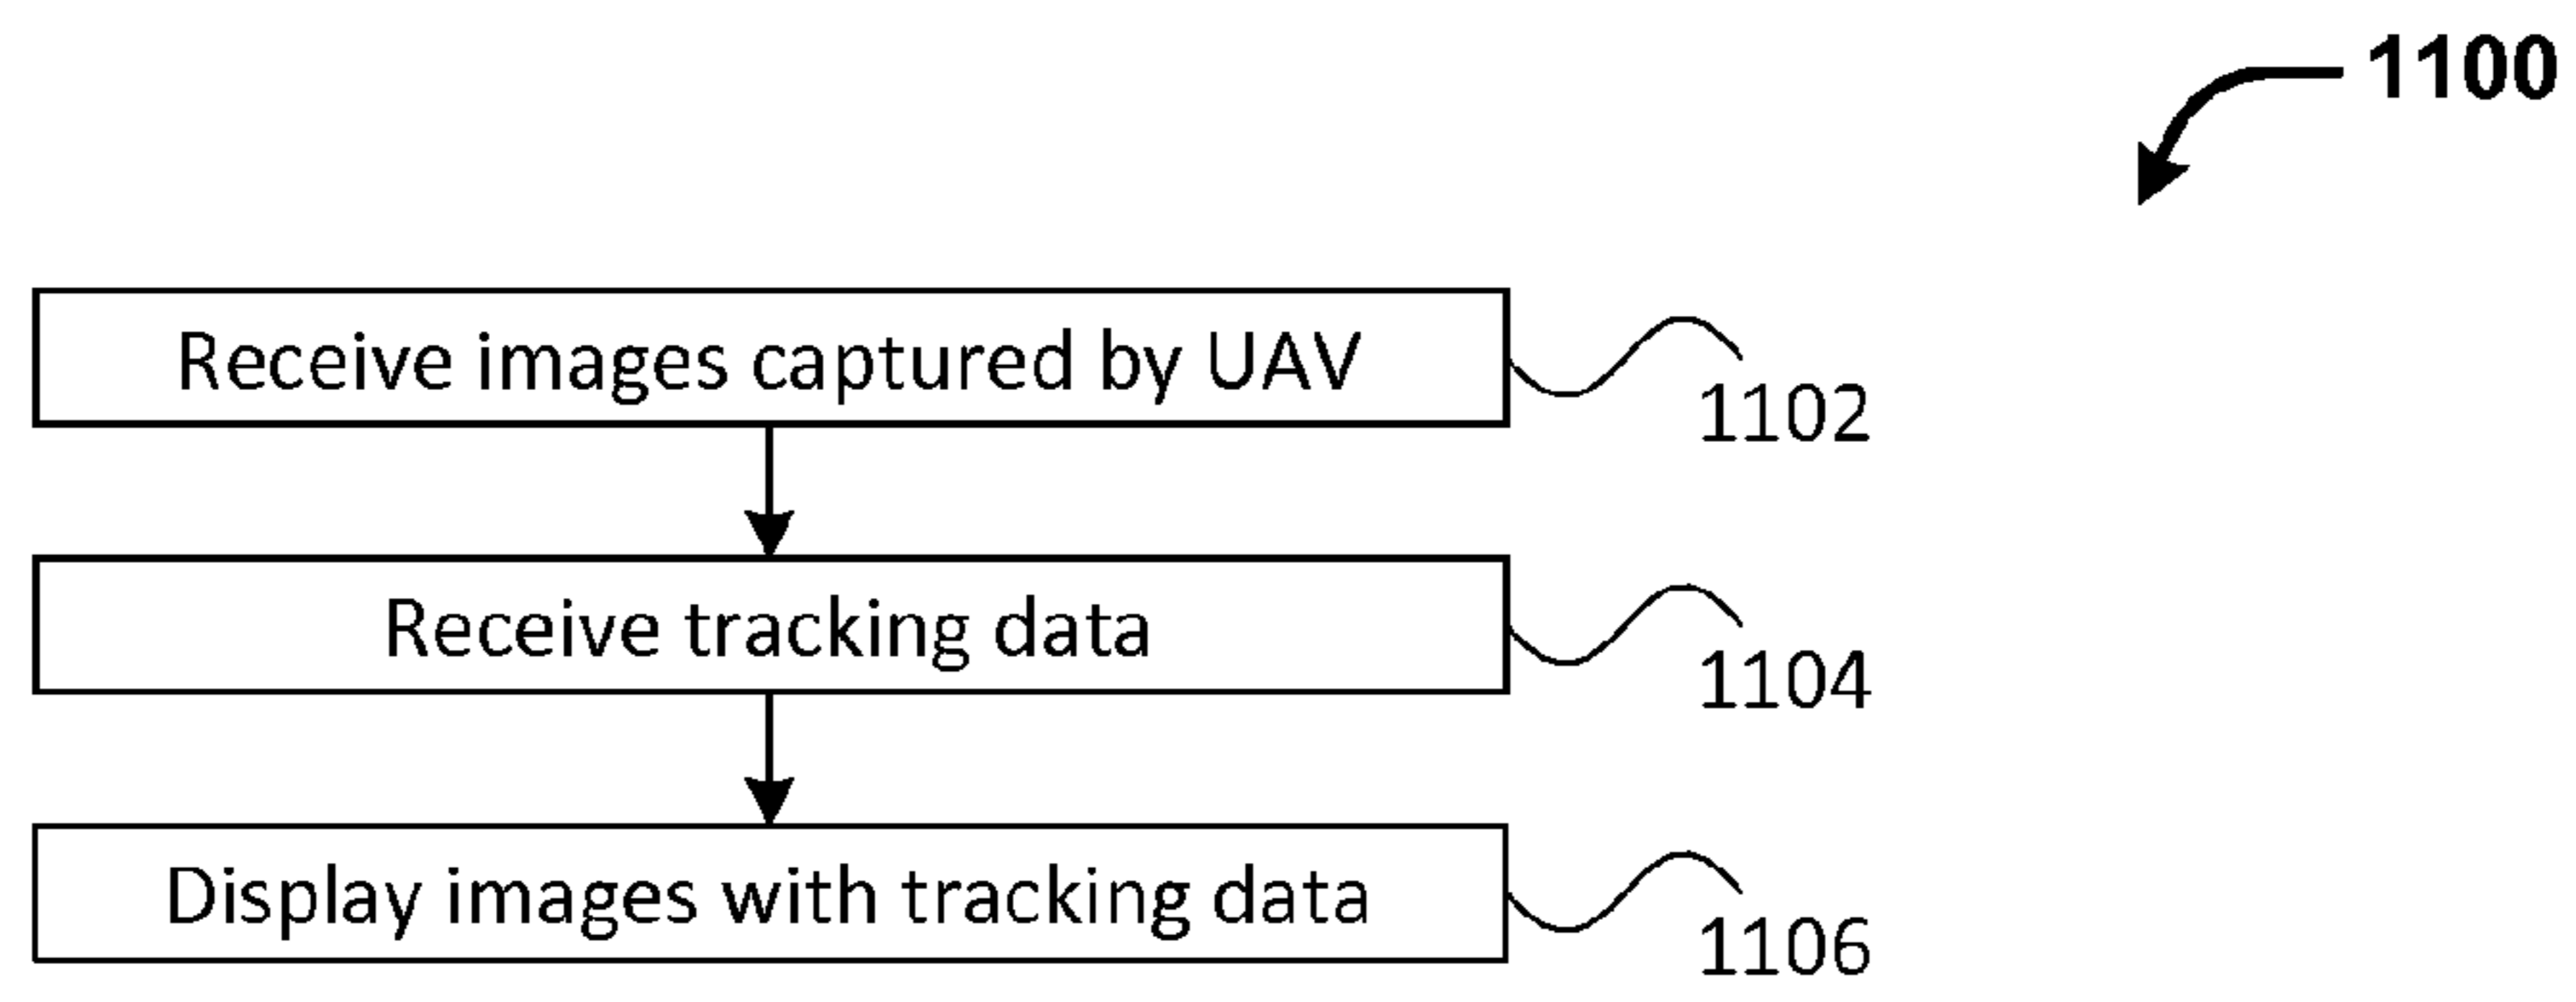 1100
Receive images captured by UAV
1102
Receive tracking data
1104
Display images with tracking data
1106